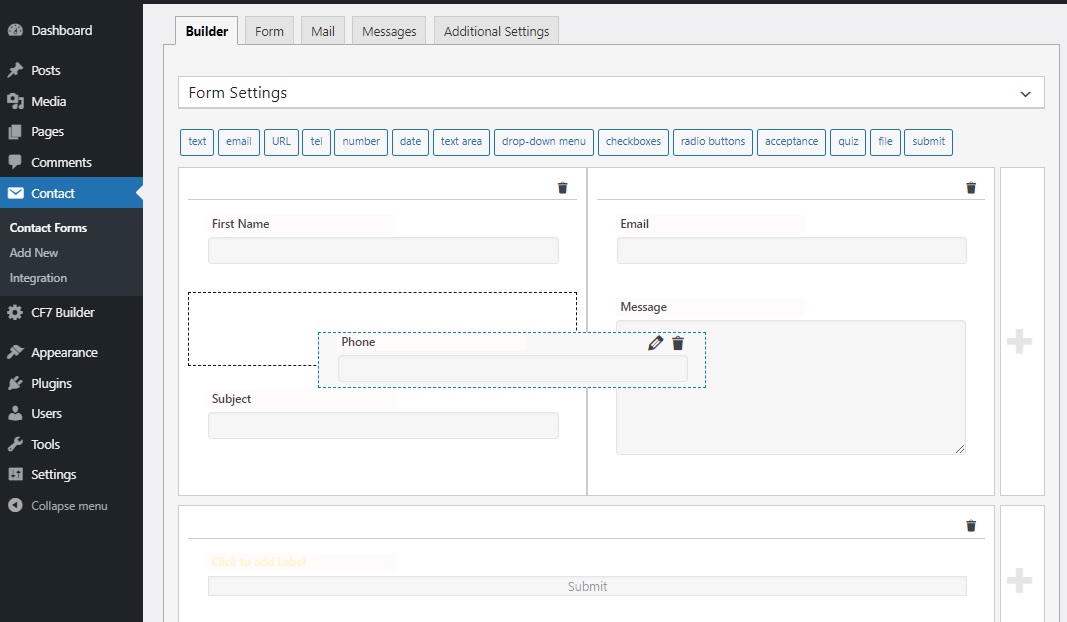 Dashboard
Posts
Media
Pages
Comments
Contact
Contact Forms
Add New
Integration
CF7 Builder
Appearance
Plugins
Users
Tools
Settings
Collapse menu
Builder
Form
Mail
Messages
Additional Settings
Form Settings
text
email
URL
tel
number
date
text area
drop-down menu
checkboxes
radio buttons
acceptance
quiz
file
submit
First Name
Email
Message
Phone
Subject
Click to add Label
Submit